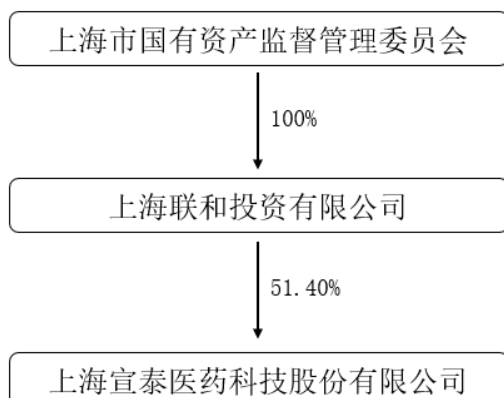 上海市国有资产监督管理委员会
100%
上海联和投资有限公司
51.40%
上海宣泰医药科技股份有限公司